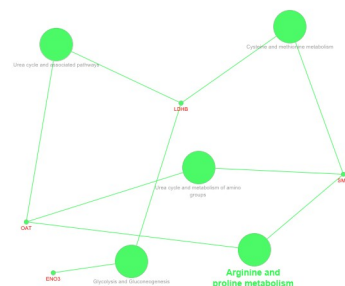 Cysteine and methionine metabolism
Urea cycle and associated pathways
LDHB
SM
Urea cycle and metabolism of amino
groups
OAT
Arginine and
proline metabolism
ENO3
Glycolysis and Gluconeogenesis